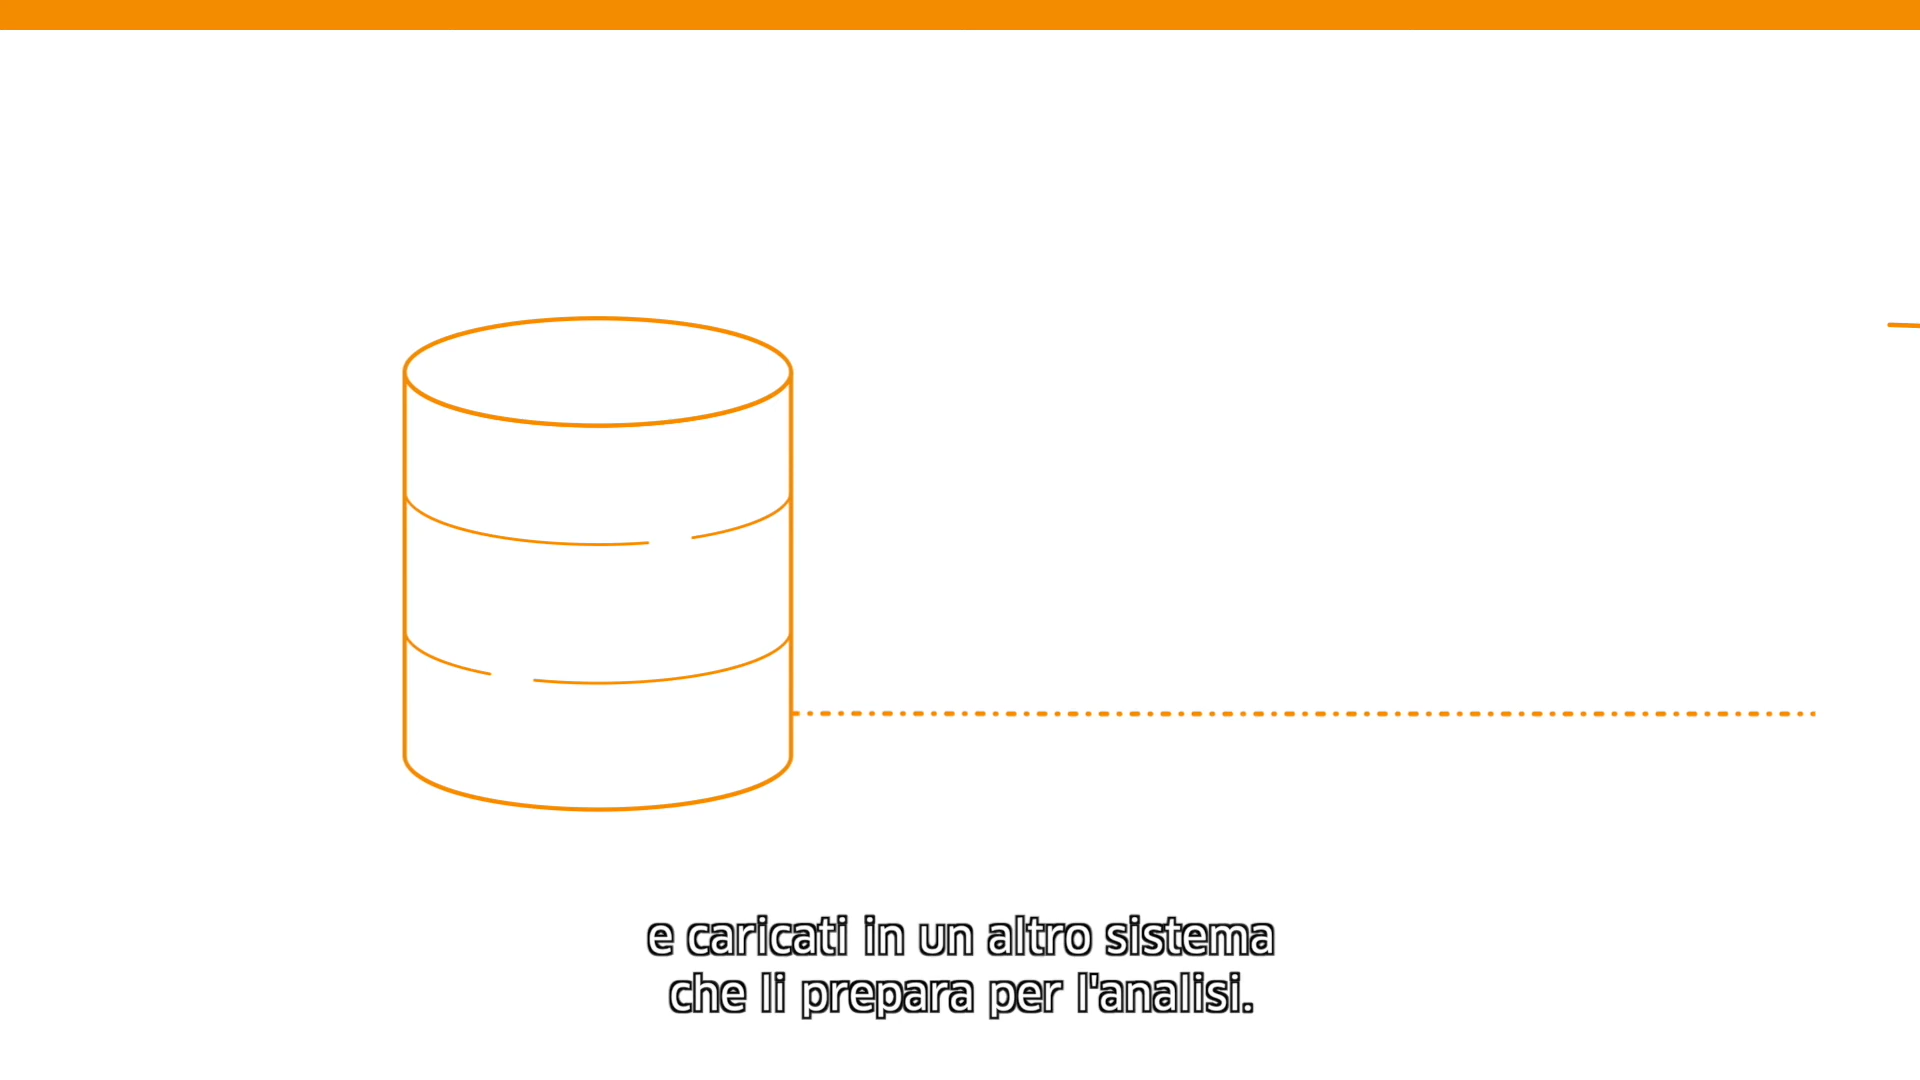 e caricati in un altro sistema
che li prepara per l'analisi.